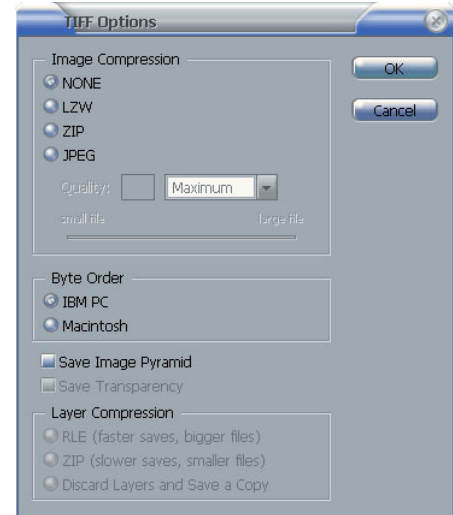 TIFF Options
Image Compression
NONE
LZW
ZIP
JPEG
Quality: Maximum
small file large file
OK
Cancel
Byte Order
IBM PC
Macintosh
Save Image Pyramid
Save Transparency
Layer Compression
RLE (faster saves, bigger files)
ZIP (slower saves, smaller files)
Discard Layers and Save a Copy